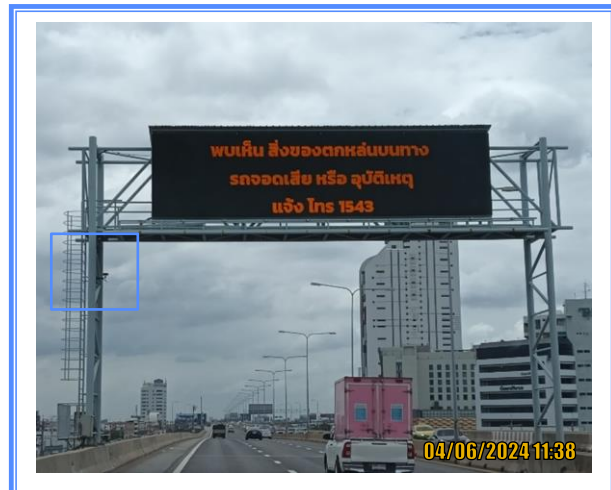 พบเห็น สิ่งของตกหล่นบนทาง
รถจอดเสีย หรือ อุบัติเหตุ
แจ้ง โทร 1543
04/06/2024 11:38